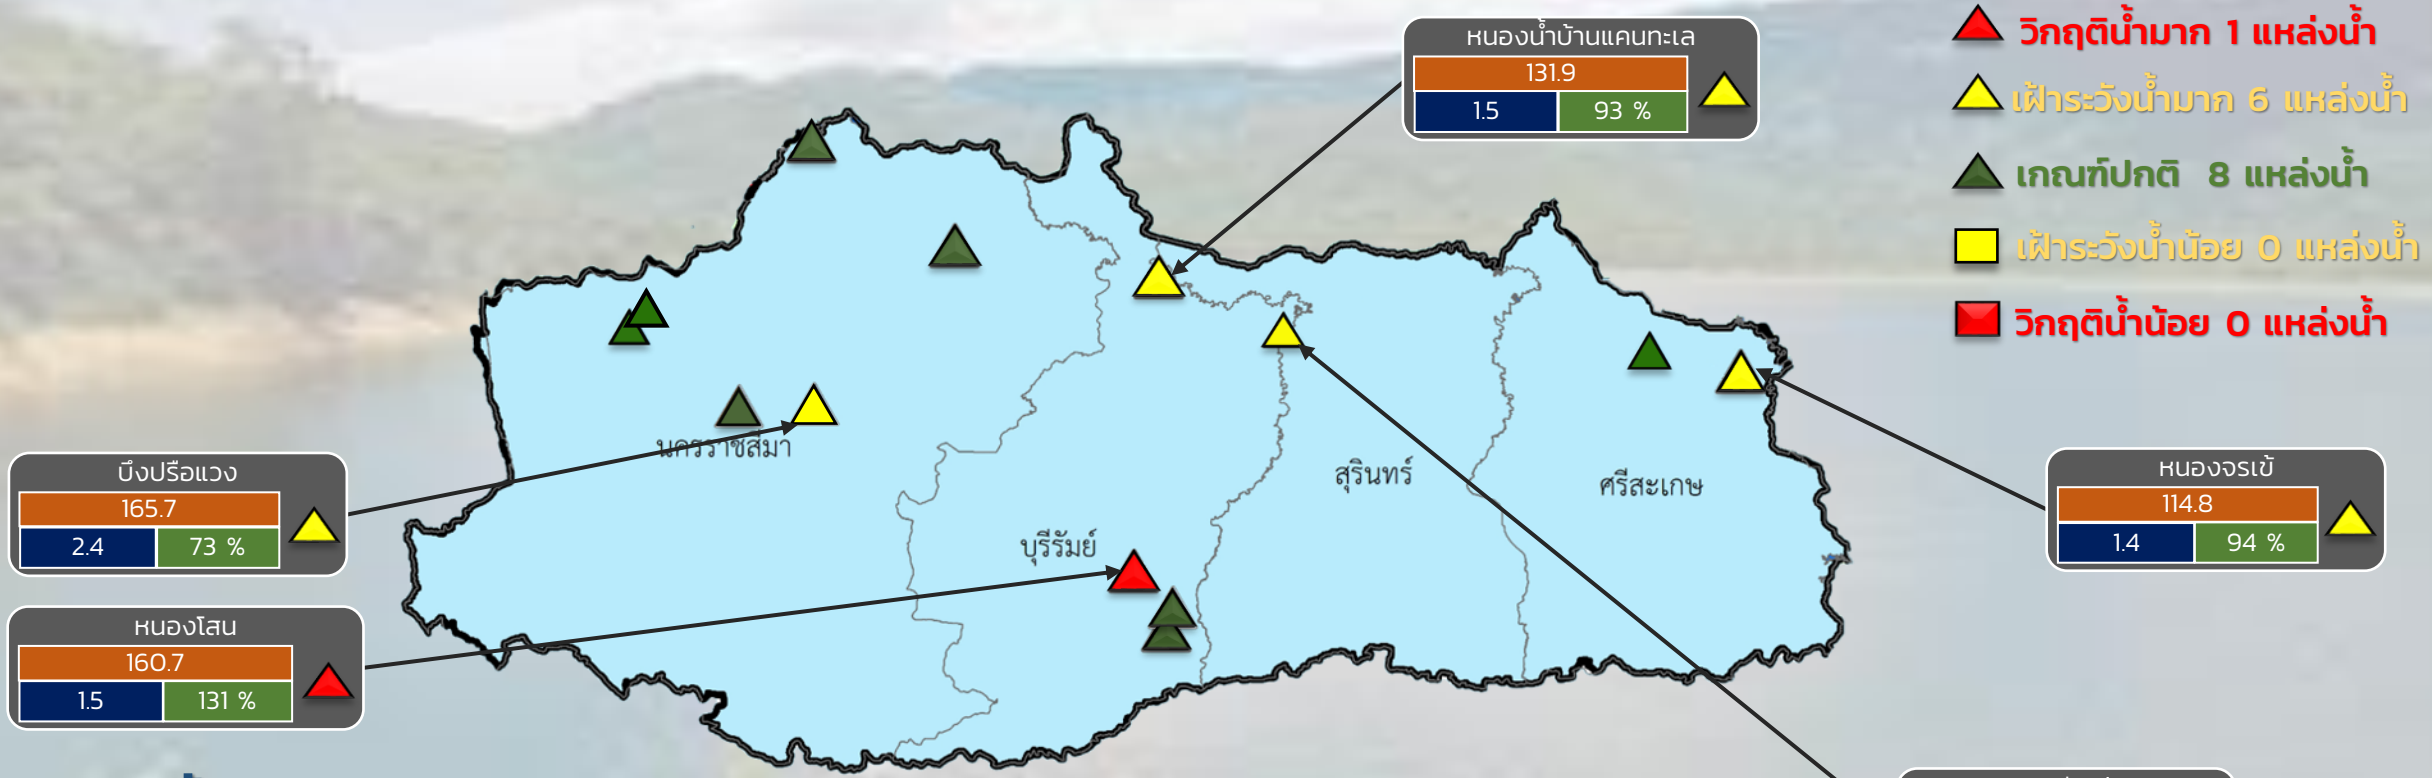 หนองน้ำบ้านแคนทะเล
131.9
1.5 93 %
วิกฤติน้ำมาก 1 แหล่งน้ำ
เฝ้าระวังน้ำมาก 6 แหล่งน้ำ
เกณฑ์ปกติ 8 แหล่งน้ำ
เฝ้าระวังน้ำน้อย 0 แหล่งน้ำ
วิกฤติน้ำน้อย 0 แหล่งน้ำ
นครราชสีมา
บุรีรัมย์
สุรินทร์
ศรีสะเกษ
บึงปรือแวง
165.7
2.4 73 %
หนองจรเข้
114.8
1.4 94 %
หนองโสน
160.7
1.5 131 %